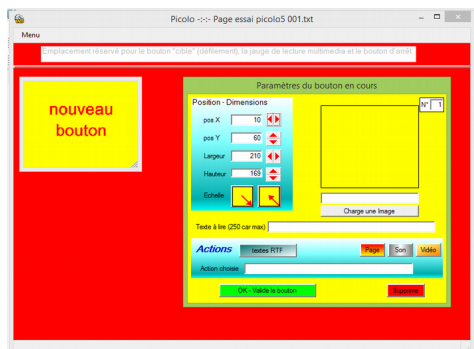 Picolo -:-:- Page essai picolo5 001.txt
Menu
Emplacement réservé pour le bouton "cible" (défilement), la jauge de lecture multimedia et le bouton d'arrêt
nouveau
bouton
Paramètres du bouton en cours
Position - Dimensions
N° 1
pos X 10
pos Y 60
Largeur 210
Hauteur 169
Echelle
Charge une Image
Texte à lire (250 car max)
Actions textes RTF Page Son Vidéo
Action choisie
OK - Valide le bouton Supprime